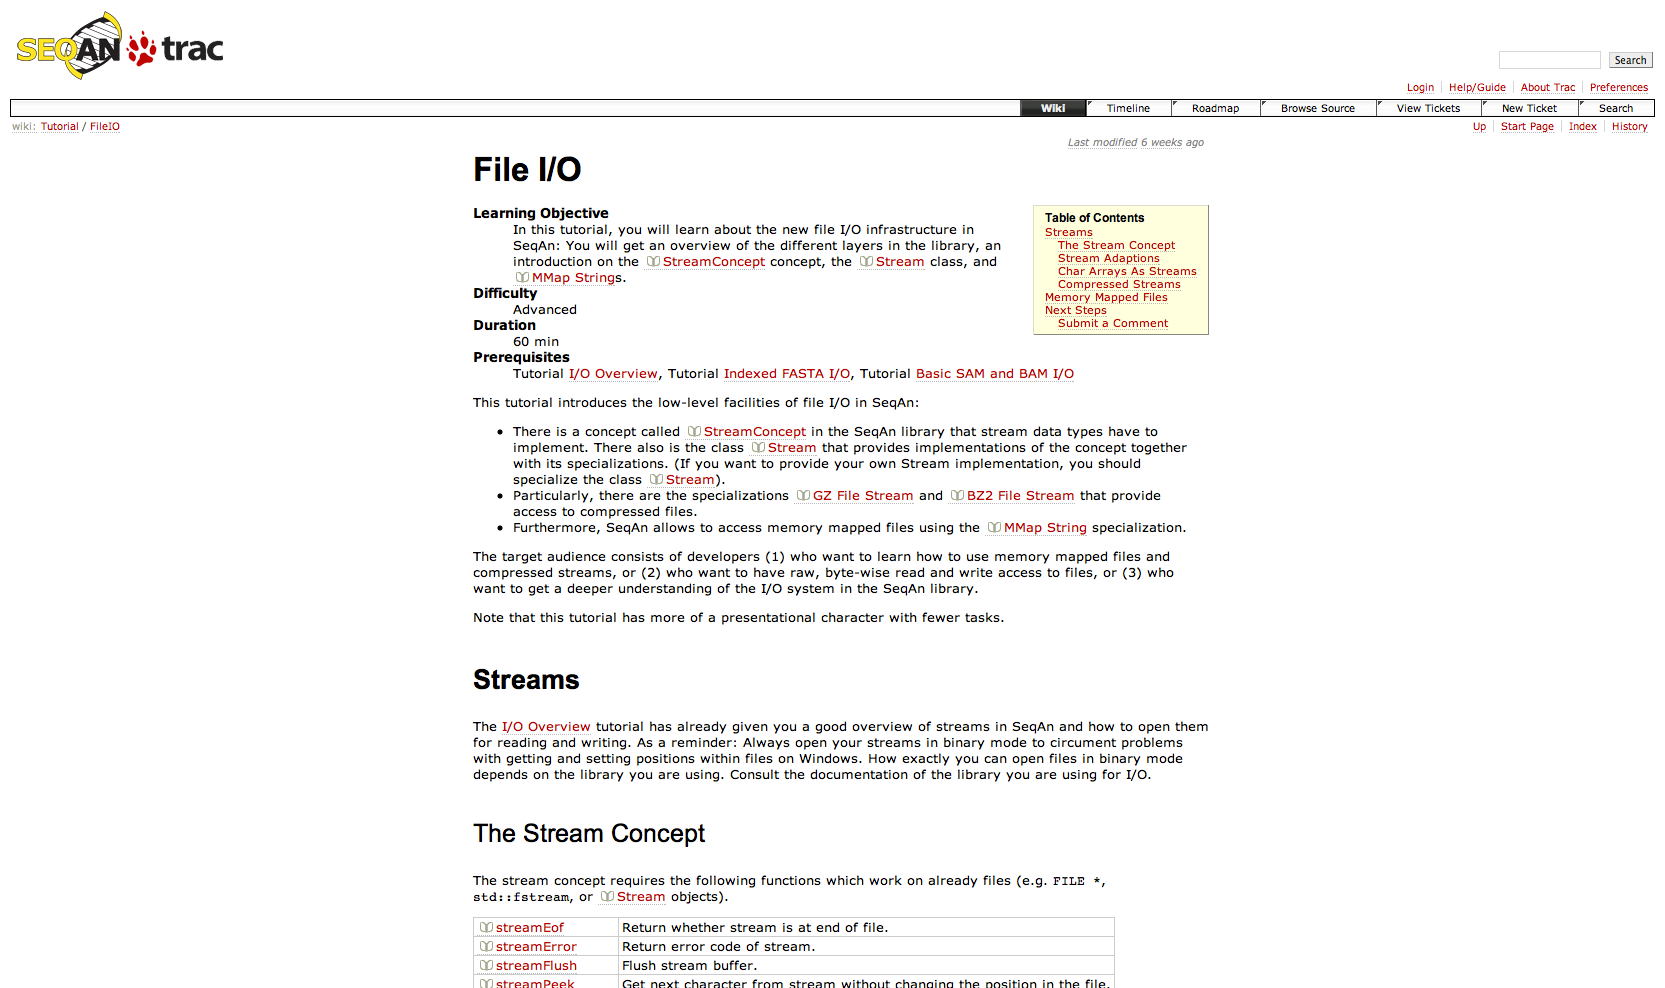 SEQAN trac
Search
Login Help/Guide About Trac Preferences
Wiki Timeline Roadmap Browse Source View Tickets New Ticket Search
wiki: Tutorial / FileIO
Up Start Page Index History
Last modified 6 weeks ago
File I/O
Learning Objective
In this tutorial, you will learn about the new file I/O infrastructure in
SeqAn: You will get an overview of the different layers in the library, an
introduction on the StreamConcept concept, the Stream class, and
MMap Strings.
Difficulty
Advanced
Duration
60 min
Prerequisites
Tutorial I/O Overview, Tutorial Indexed FASTA I/O, Tutorial Basic SAM and BAM I/O
Table of Contents
Streams
The Stream Concept
Stream Adaptions
Char Arrays As Streams
Compressed Streams
Memory Mapped Files
Next Steps
Submit a Comment
This tutorial introduces the low-level facilities of file I/O in SeqAn:
• There is a concept called StreamConcept in the SeqAn library that stream data types have to
implement. There also is the class Stream that provides implementations of the concept together
with its specializations. (If you want to provide your own Stream implementation, you should
specialize the class Stream).
• Particularly, there are the specializations GZ File Stream and BZ2 File Stream that provide
access to compressed files.
• Furthermore, SeqAn allows to access memory mapped files using the MMap String specialization.
The target audience consists of developers (1) who want to learn how to use memory mapped files and
compressed streams, or (2) who want to have raw, byte-wise read and write access to files, or (3) who
want to get a deeper understanding of the I/O system in the SeqAn library.
Note that this tutorial has more of a presentational character with fewer tasks.
Streams
The I/O Overview tutorial has already given you a good overview of streams in SeqAn and how to open them
for reading and writing. As a reminder: Always open your streams in binary mode to circument problems
with getting and setting positions within files on Windows. How exactly you can open files in binary mode
depends on the library you are using. Consult the documentation of the library you are using for I/O.
The Stream Concept
The stream concept requires the following functions which work on already files (e.g. FILE *,
std::fstream, or Stream objects).
streamEof Return whether stream is at end of file.
streamError Return error code of stream.
streamFlush Flush stream buffer.
streamPeek Get next character from stream without changing the position in the file.